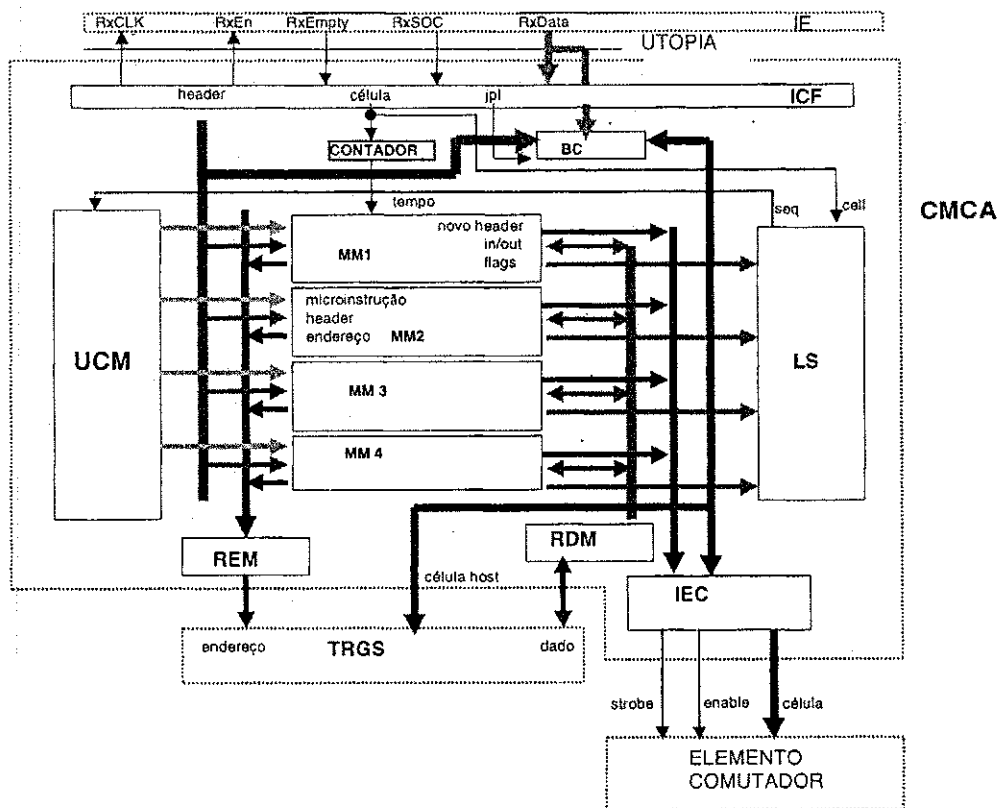 RxCLK RxEn RxEmpty RxSOC RxData IE
UTOPIA
header célula jpl ICF
CONTADOR BC
tempo seq cell
CMCA
UCM
novo header
in/out
MM1 flags
microinstrução
header
endereço MM2
LS
MM 3
MM 4
REM RDM
célula host IEC
endereço TRGS dado
strobe enable célula
ELEMENTO
COMUTADOR